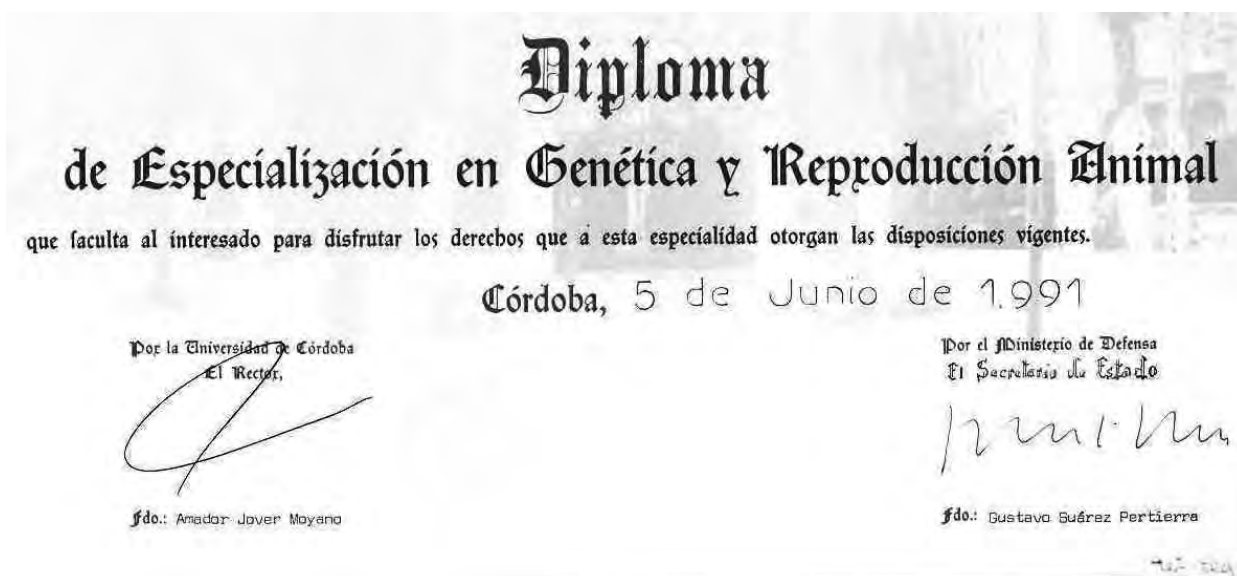 Diploma
de Especialización en Genética y Reproducción Animal
que faculta al interesado para disfrutar los derechos que a esta especialidad otorgan las disposiciones vigentes.
Córdoba, 5 de Junio de 1.991
Por la Universidad de Córdoba
El Rector,
Por el Ministerio de Defensa
El Secretario de Estado
Fdo.: Amador Jover Moyano
Fdo.: Gustavo Suárez Pertierra